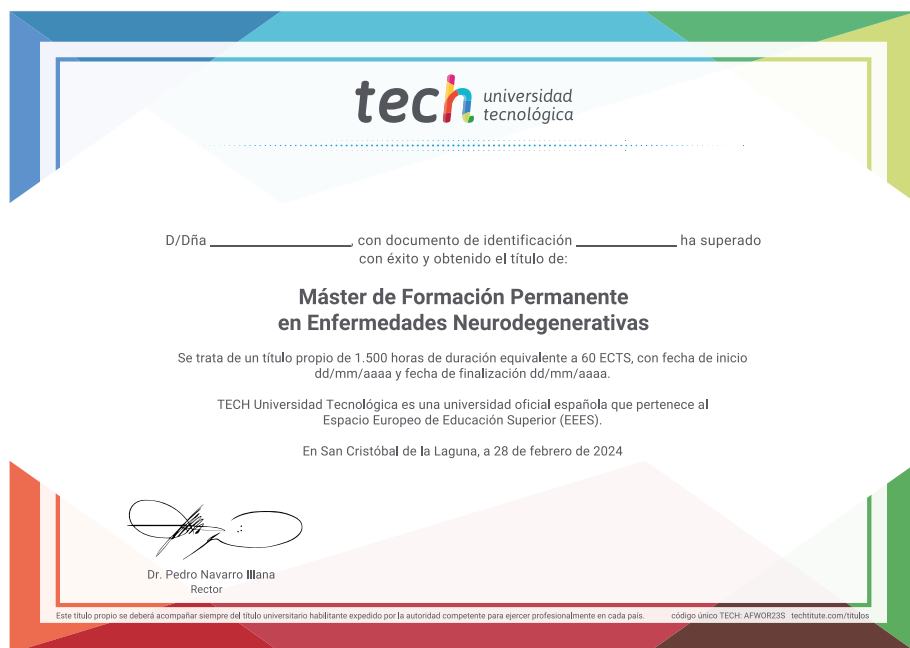 tech universidad
tecnológica
D/Dña ____________________, con documento de identificación ______________ ha superado
con éxito y obtenido el título de:
Máster de Formación Permanente
en Enfermedades Neurodegenerativas
Se trata de un título propio de 1.500 horas de duración equivalente a 60 ECTS, con fecha de inicio
dd/mm/aaaa y fecha de finalización dd/mm/aaaa.
TECH Universidad Tecnológica es una universidad oficial española que pertenece al
Espacio Europeo de Educación Superior (EEES).
En San Cristóbal de la Laguna, a 28 de febrero de 2024
Dr. Pedro Navarro Illana
Rector
Este título propio se deberá acompañar siempre del título universitario habilitante expedido por la autoridad competente para ejercer profesionalmente en cada país. código único TECH: AFWOR23S techtitute.com/titulos